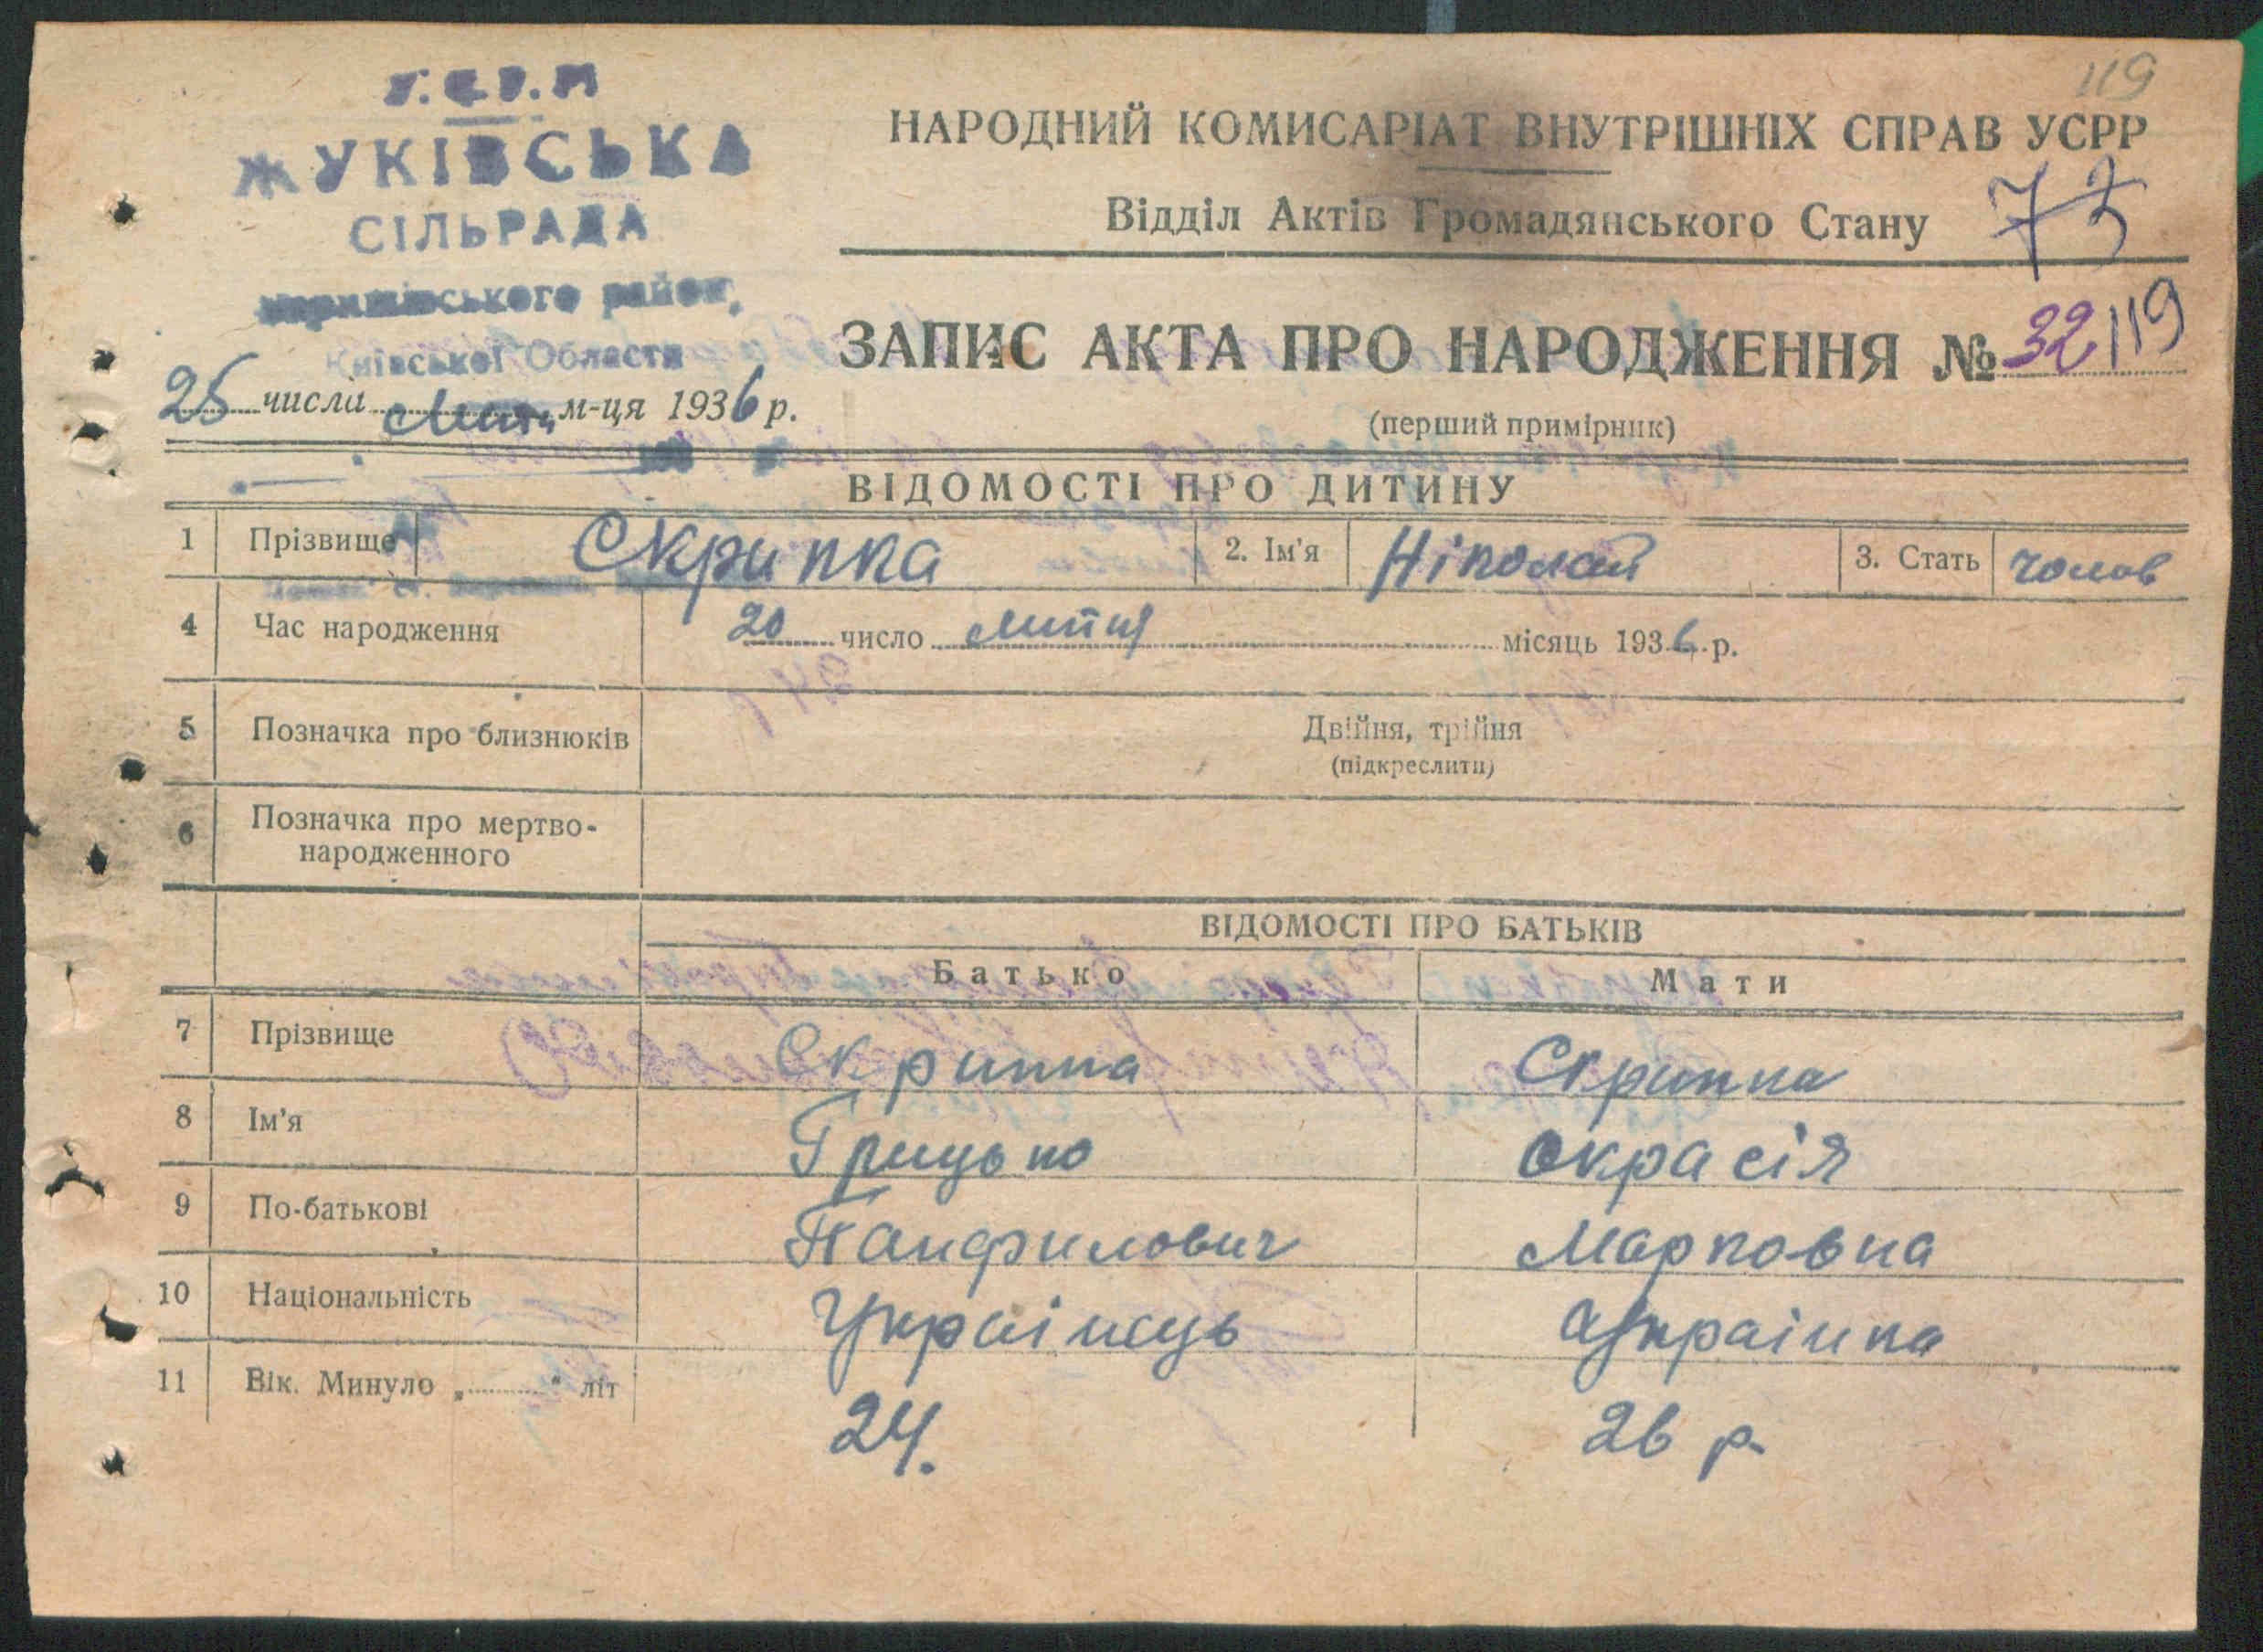 119
У.С.Р.Р
ЖУКІВСЬКА
СІЛЬРАДА
району
Київської Области
25 числа м-ця 1936 р.
НАРОДНИЙ КОМИСАРІАТ ВНУТРІШНІХ СПРАВ УСРР
Відділ Актів Громадянського Стану
73
ЗАПИС АКТА ПРО НАРОДЖЕННЯ № 32 119
(перший примірник)
ВІДОМОСТІ ПРО ДИТИНУ
1 Прізвище Скрипка 2. Ім'я Ніколай 3. Стать чолов
4 Час народження 20 число липня місяць 1936 р.
5 Позначка про близнюків Двійня, трійня
(підкреслити)
6 Позначка про мертво-
народженного
ВІДОМОСТІ ПРО БАТЬКІВ
Батько Мати
7 Прізвище Скрипка Скрипка
8 Ім'я Грицько Окрасія
9 По-батькові Панфилович Марковна
10 Національність Українець Українка
11 Вік. Минуло „ “ літ 24. 26 р.